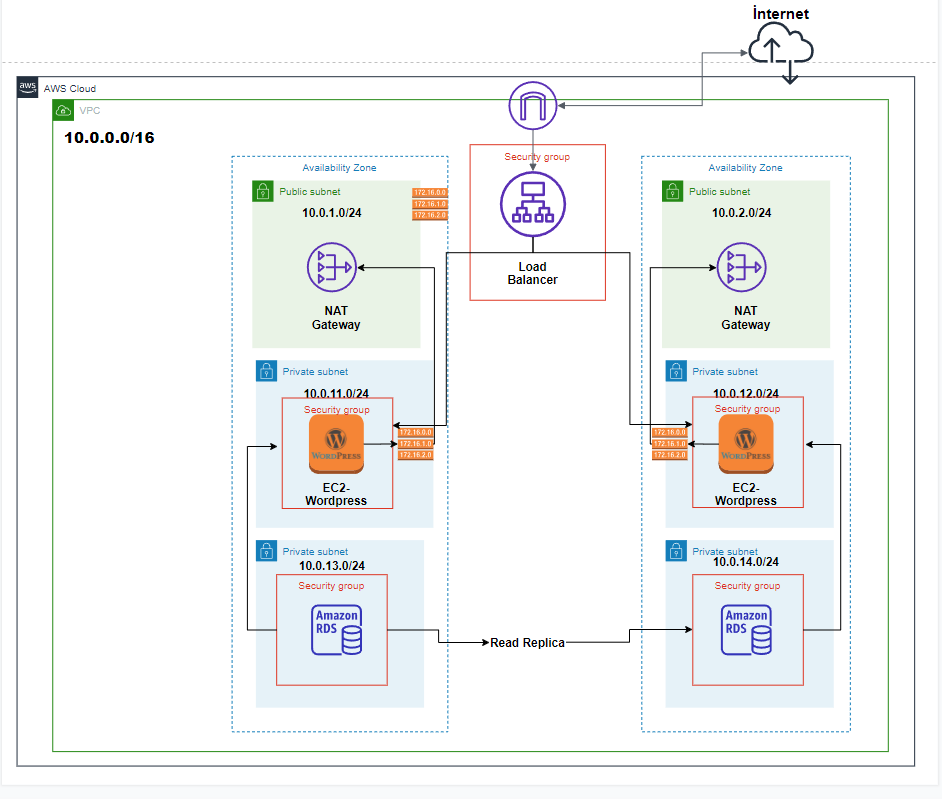 İnternet
aws
AWS Cloud
VPC
10.0.0.0/16
Security group
Load
Balancer
Availability Zone
Public subnet
10.0.1.0/24
172.16.0.0
172.16.1.0
172.16.2.0
NAT
Gateway
Private subnet
10.0.11.0/24
Security group
WORDPRESS
172.16.0.0
172.16.1.0
172.16.2.0
EC2-
Wordpress
Private subnet
10.0.13.0/24
Security group
Amazon
RDS
Read Replica
Availability Zone
Public subnet
10.0.2.0/24
NAT
Gateway
Private subnet
10.0.12.0/24
Security group
172.16.0.0
172.16.1.0
172.16.2.0
WORDPRESS
EC2-
Wordpress
Private subnet
10.0.14.0/24
Security group
Amazon
RDS